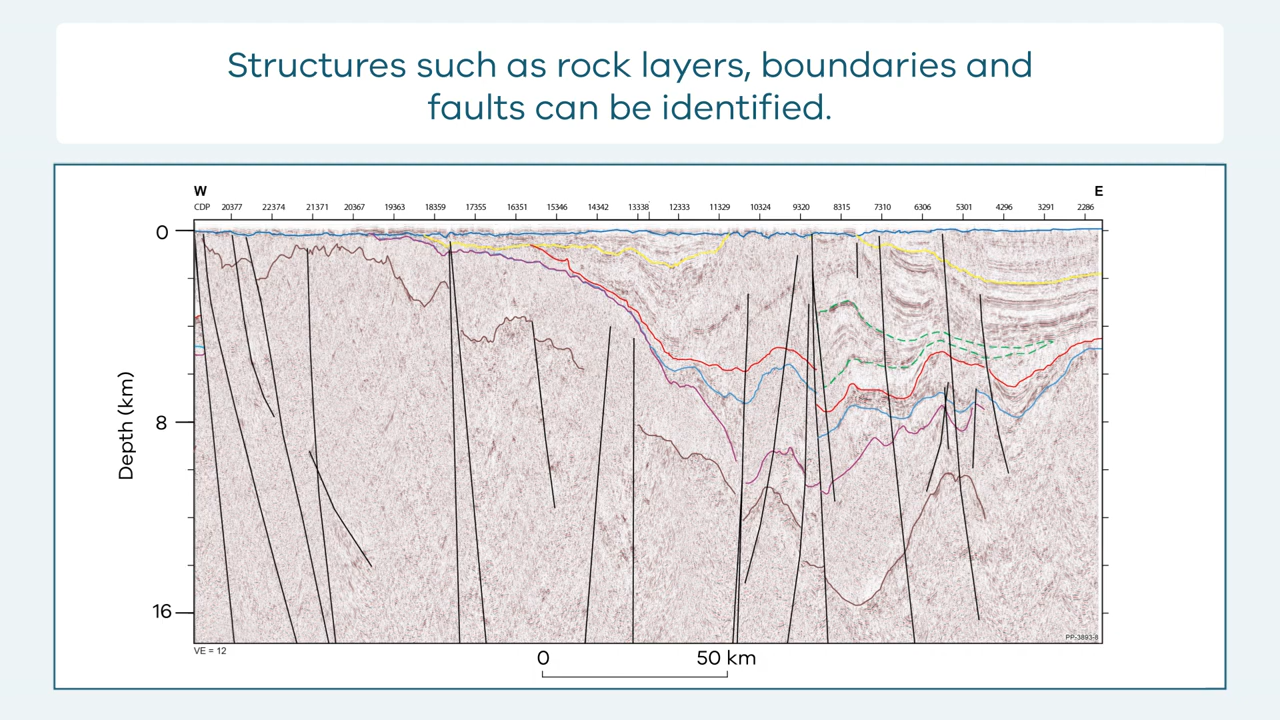 Structures such as rock layers, boundaries and
faults can be identified.
W E
CDP 20377 22374 21371 20367 19363 18359 17355 16351 15346 14342 13338 12333 11329 10324 9320 8315 7310 6306 5301 4296 3291 2286
0
Depth (km)
8
16
PP-3893-8
VE = 12
0 50 km